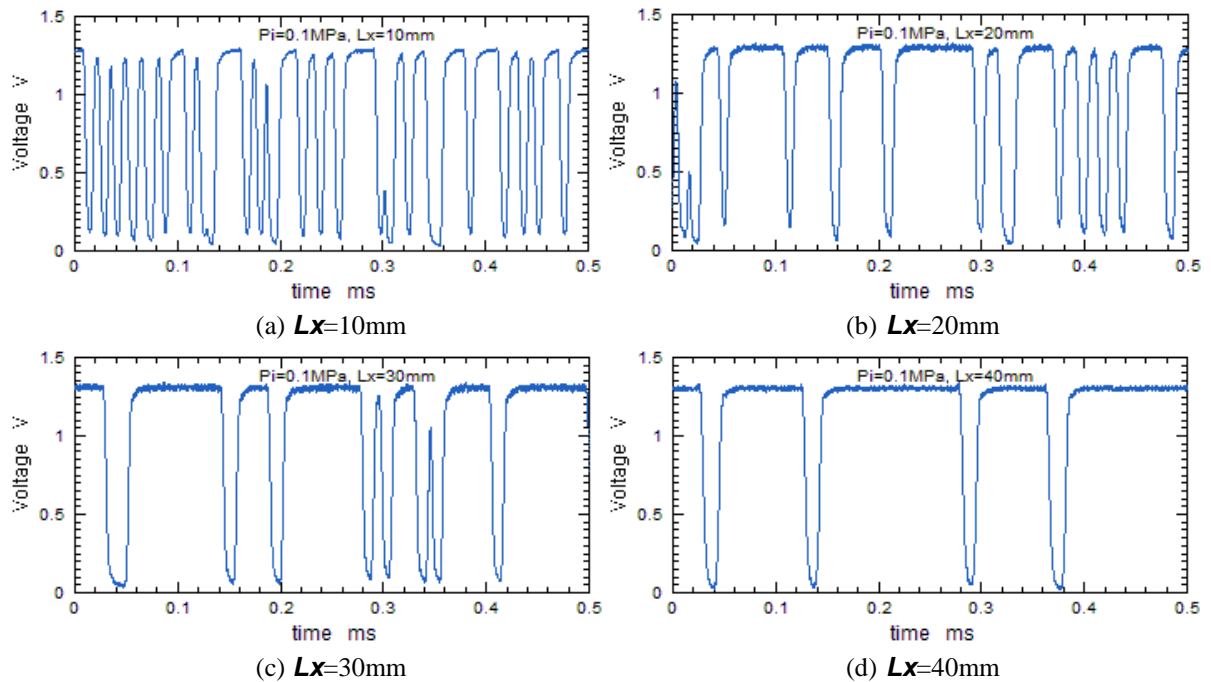 1.5
1
0.5
0
Voltage V
Pi=0.1MPa, Lx=10mm
0 0.1 0.2 0.3 0.4 0.5
time ms
(a) Lx=10mm
1.5
1
0.5
0
Voltage V
Pi=0.1MPa, Lx=20mm
0 0.1 0.2 0.3 0.4 0.5
time ms
(b) Lx=20mm
1.5
1
0.5
0
Voltage V
Pi=0.1MPa, Lx=30mm
0 0.1 0.2 0.3 0.4 0.5
time ms
(c) Lx=30mm
1.5
1
0.5
0
Voltage V
Pi=0.1MPa, Lx=40mm
0 0.1 0.2 0.3 0.4 0.5
time ms
(d) Lx=40mm